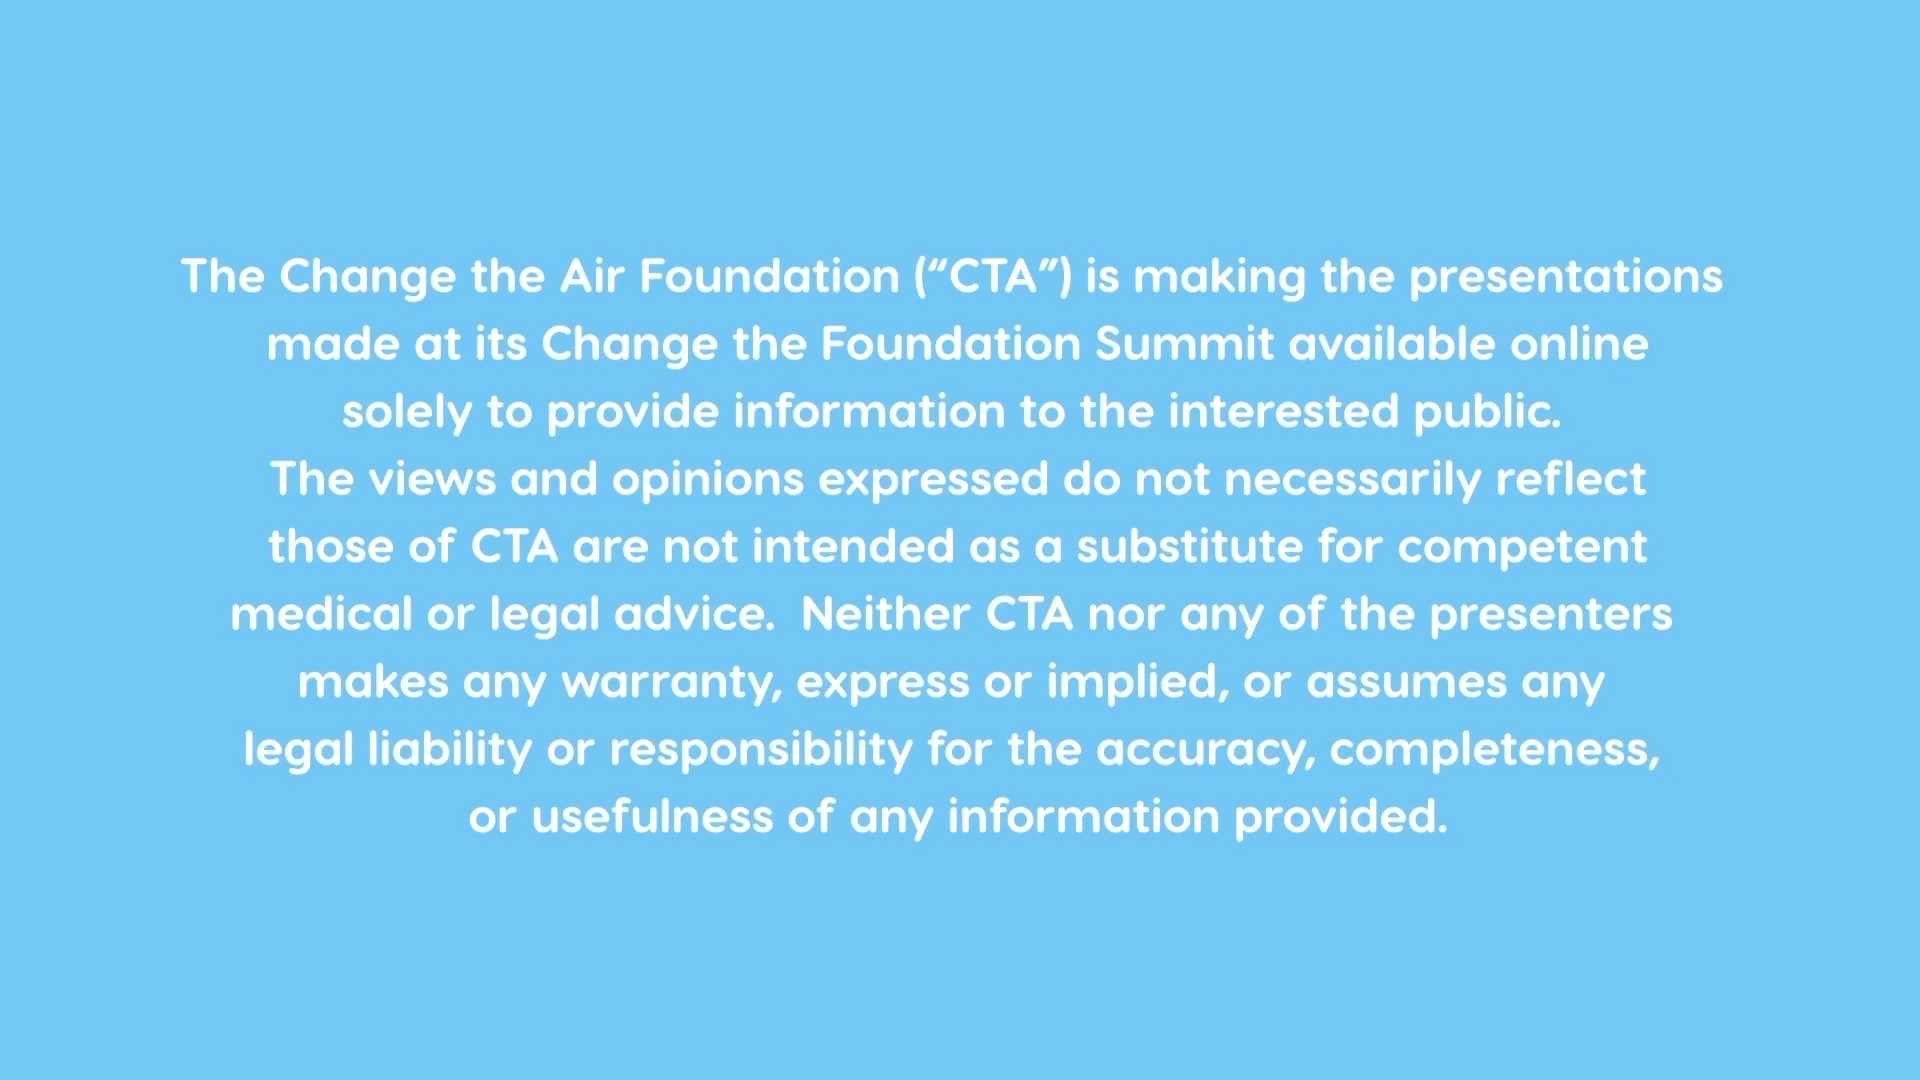 The Change the Air Foundation (“CTA”) is making the presentations
made at its Change the Foundation Summit available online
solely to provide information to the interested public.
The views and opinions expressed do not necessarily reflect
those of CTA are not intended as a substitute for competent
medical or legal advice.  Neither CTA nor any of the presenters
makes any warranty, express or implied, or assumes any
legal liability or responsibility for the accuracy, completeness,
or usefulness of any information provided.